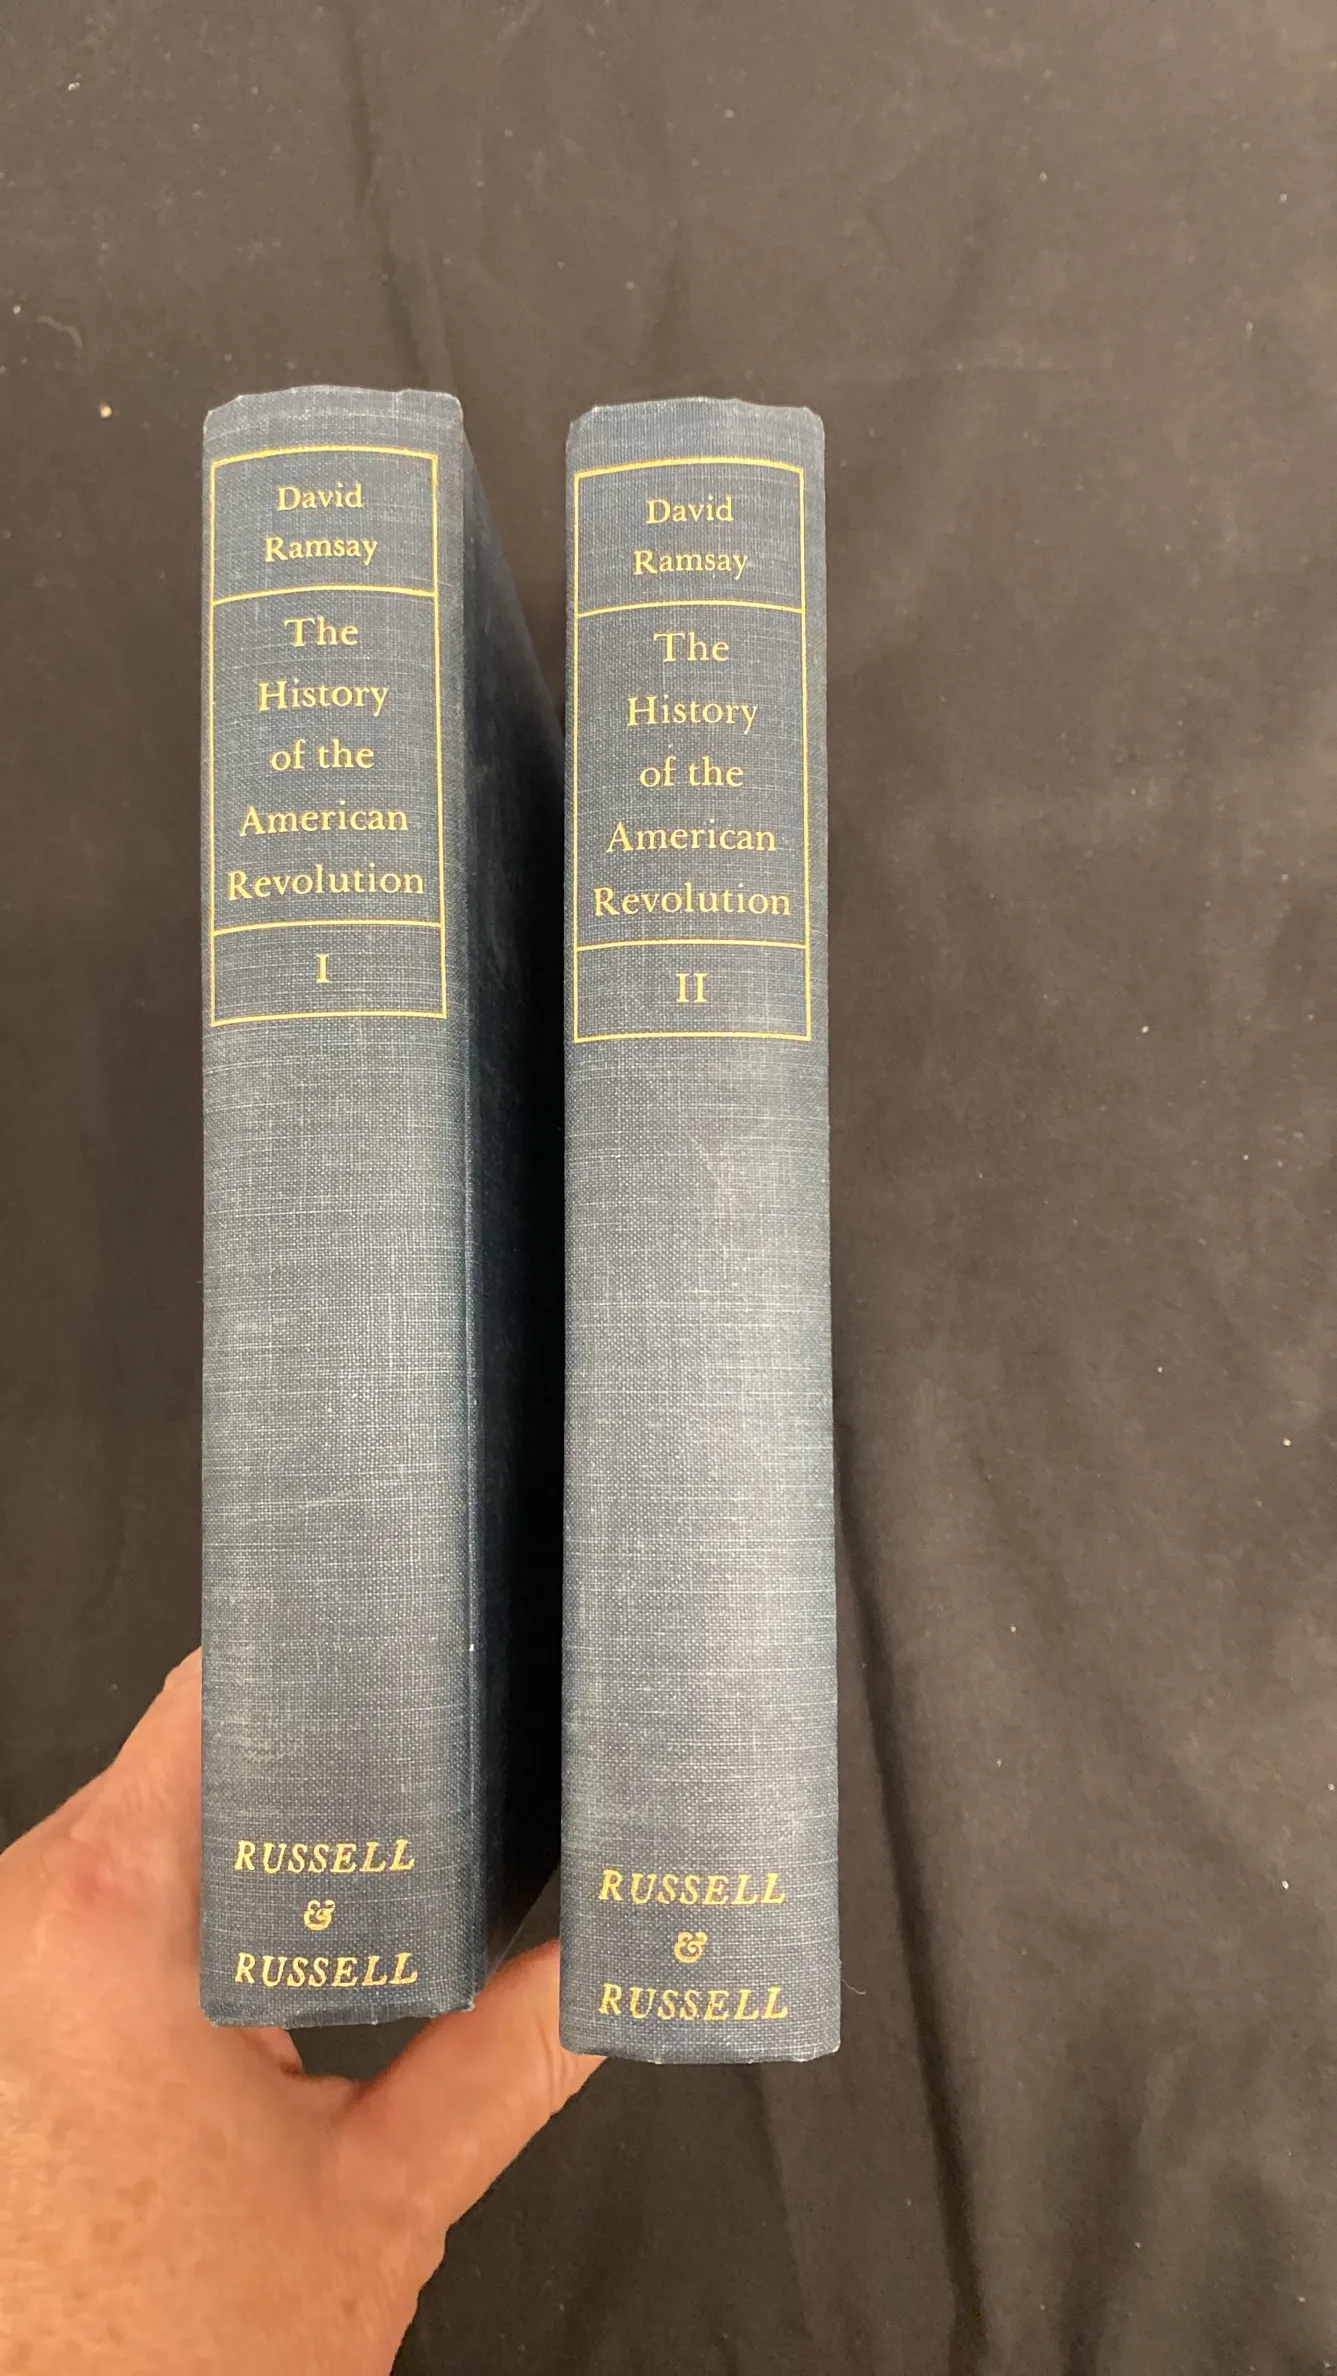 David
Ramsay
The
History
of the
American
Revolution
I
RUSSELL
&
RUSSELL
David
Ramsay
The
History
of the
American
Revolution
II
RUSSELL
&
RUSSELL